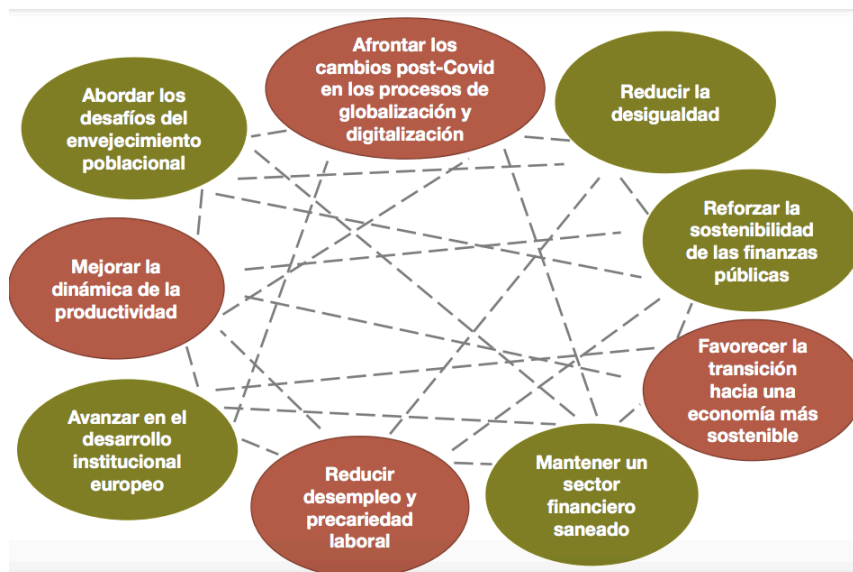 Afrontar los
cambios post-Covid
en los procesos de
globalización y
digitalización
Abordar los
desafíos del
envejecimiento
poblacional
Reducir la
desigualdad
Reforzar la
sostenibilidad
de las finanzas
públicas
Mejorar la
dinámica de la
productividad
Favorecer la
transición
hacia una
economía más
sostenible
Avanzar en el
desarrollo
institucional
europeo
Reducir
desempleo y
precariedad
laboral
Mantener un
sector
financiero
saneado